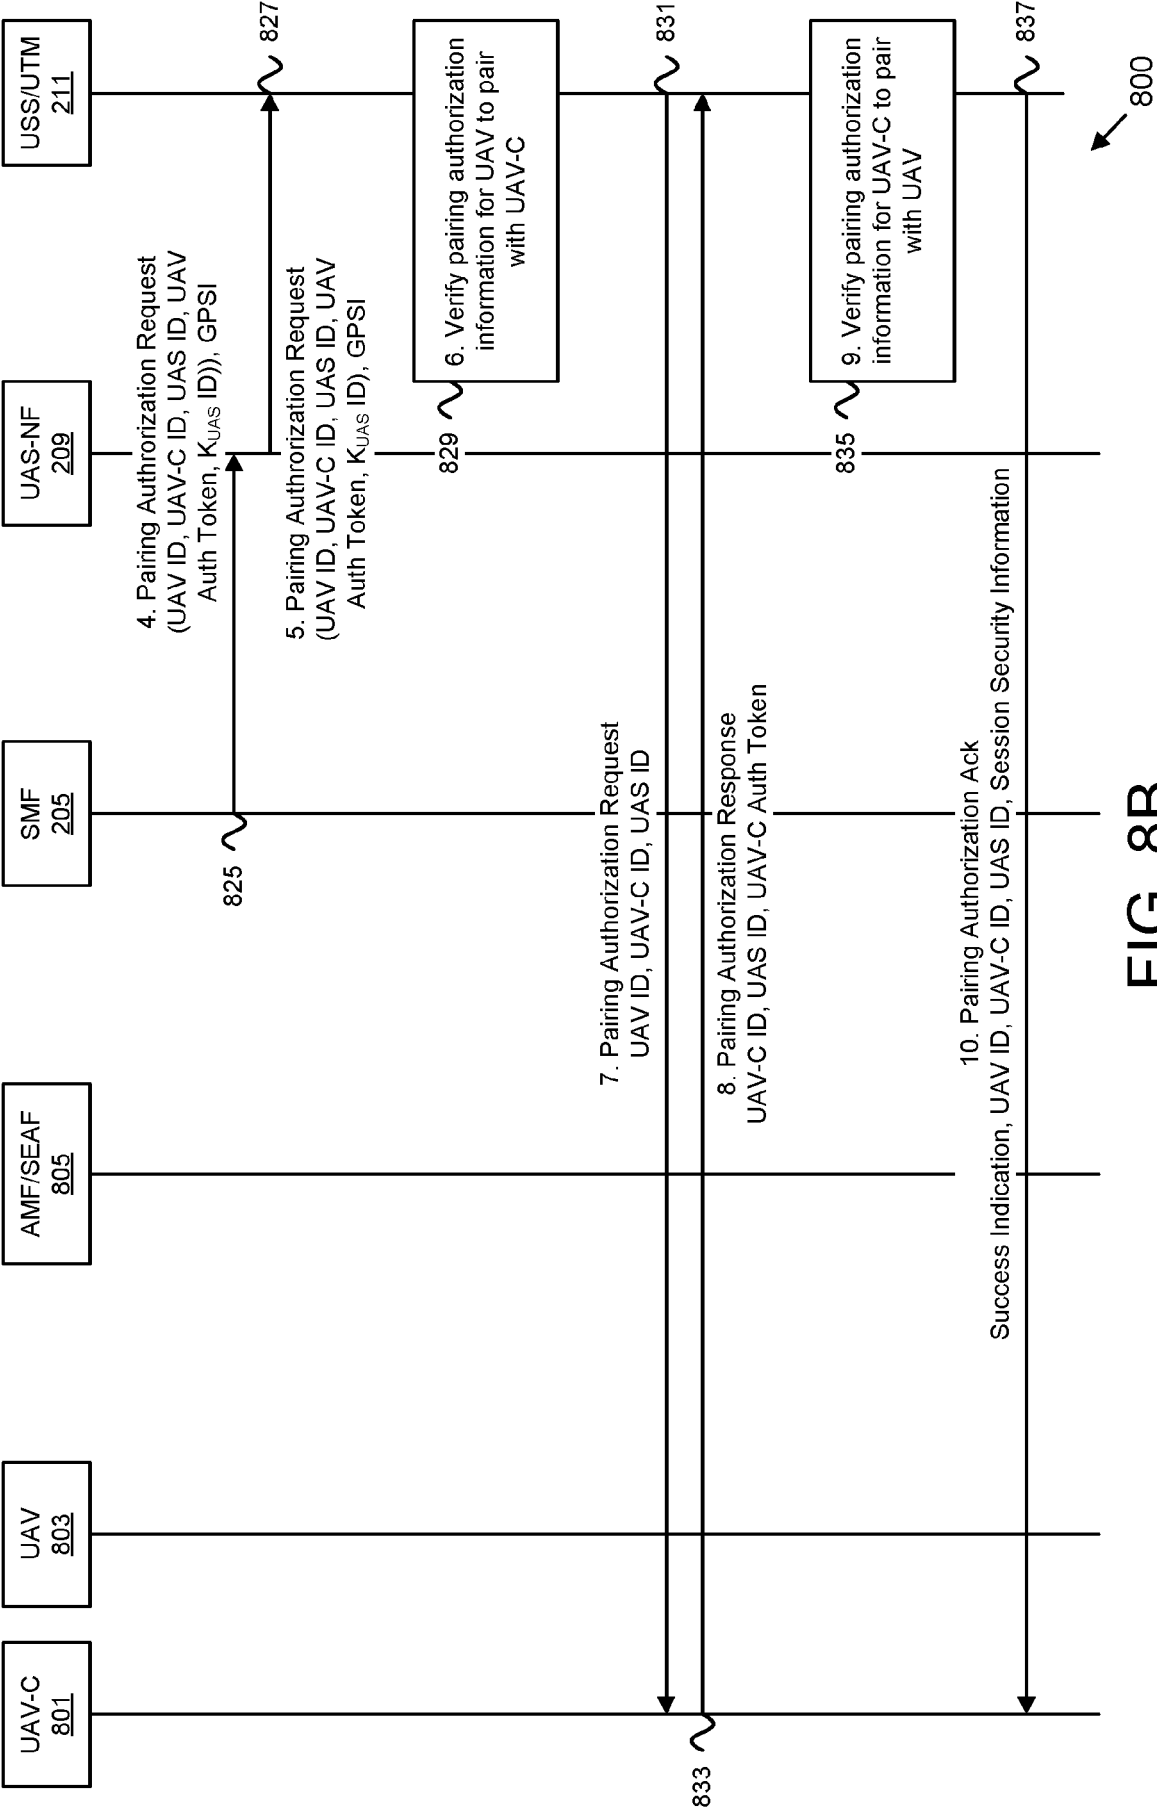 UAV-C
801
UAV
803
AMF/SEAF
805
SMF
205
UAS-NF
209
USS/UTM
211
4. Pairing Authrorization Request
(UAV ID, UAV-C ID, UAS ID, UAV
Auth Token, KUAS ID)), GPSI
825
827
5. Pairing Authrorization Request
(UAV ID, UAV-C ID, UAS ID, UAV
Auth Token, KUAS ID), GPSI
6. Verify pairing authorization
information for UAV to pair
with UAV-C
829
7. Pairing Authorization Request
UAV ID, UAV-C ID, UAS ID
831
833
8. Pairing Authorization Response
UAV-C ID, UAS ID, UAV-C Auth Token
9. Verify pairing authorization
information for UAV-C to pair
with UAV
835
10. Pairing Authorization Ack
Success Indication, UAV ID, UAV-C ID, UAS ID, Session Security Information
837
800
FIG. 8B